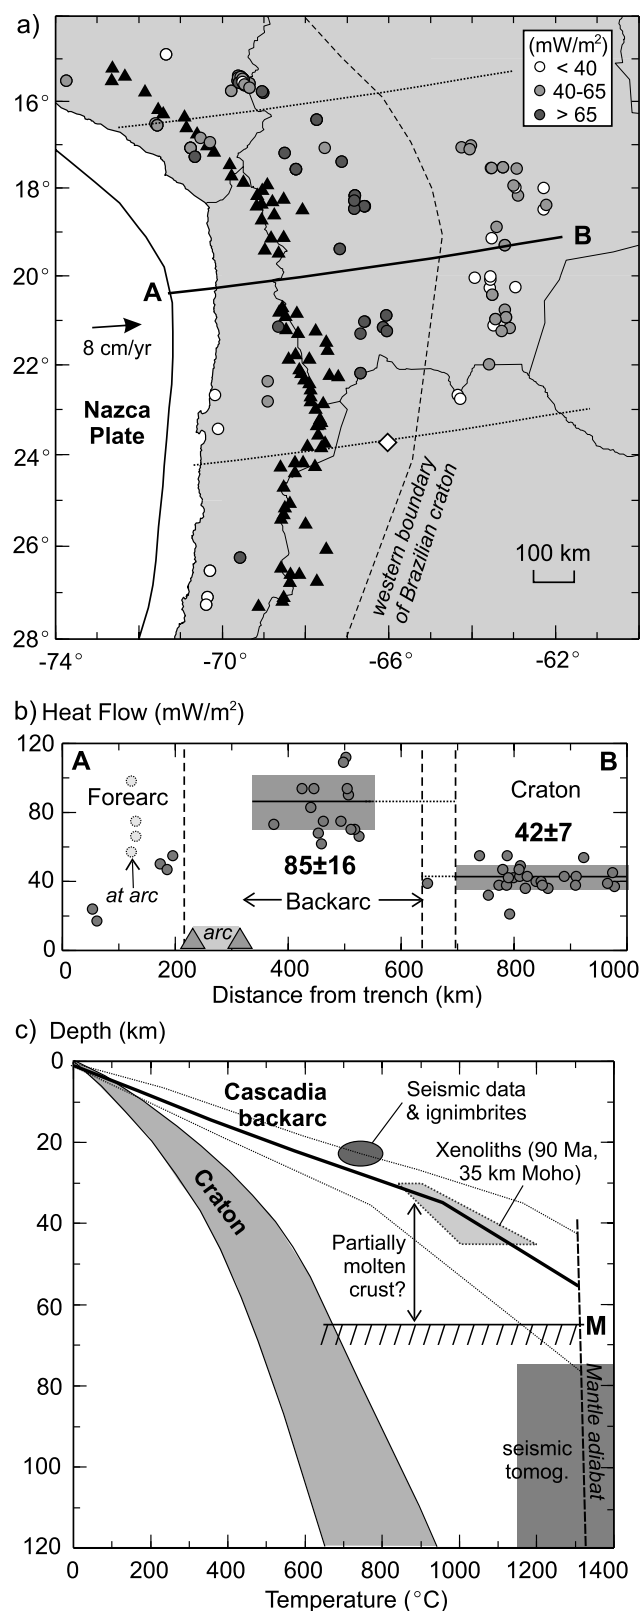 a)
(mW/m²)
< 40
40-65
> 65
16°
18°
20°
22°
24°
26°
28°
A
B
8 cm/yr
Nazca
Plate
western boundary
of Brazilian craton
100 km
-74°
-70°
-66°
-62°
b) Heat Flow (mW/m²)
120
80
40
0
A
B
Forearc
Craton
42±7
85±16
at arc
Backarc
arc
0
200
400
600
800
1000
Distance from trench (km)
c) Depth (km)
0
20
40
60
80
100
120
Cascadia
backarc
Seismic data
& ignimbrites
Xenoliths (90 Ma,
35 km Moho)
Craton
Partially
molten
crust?
M
Mantle adiabat
seismic
tomog.
0
200
400
600
800
1000
1200
1400
Temperature (°C)